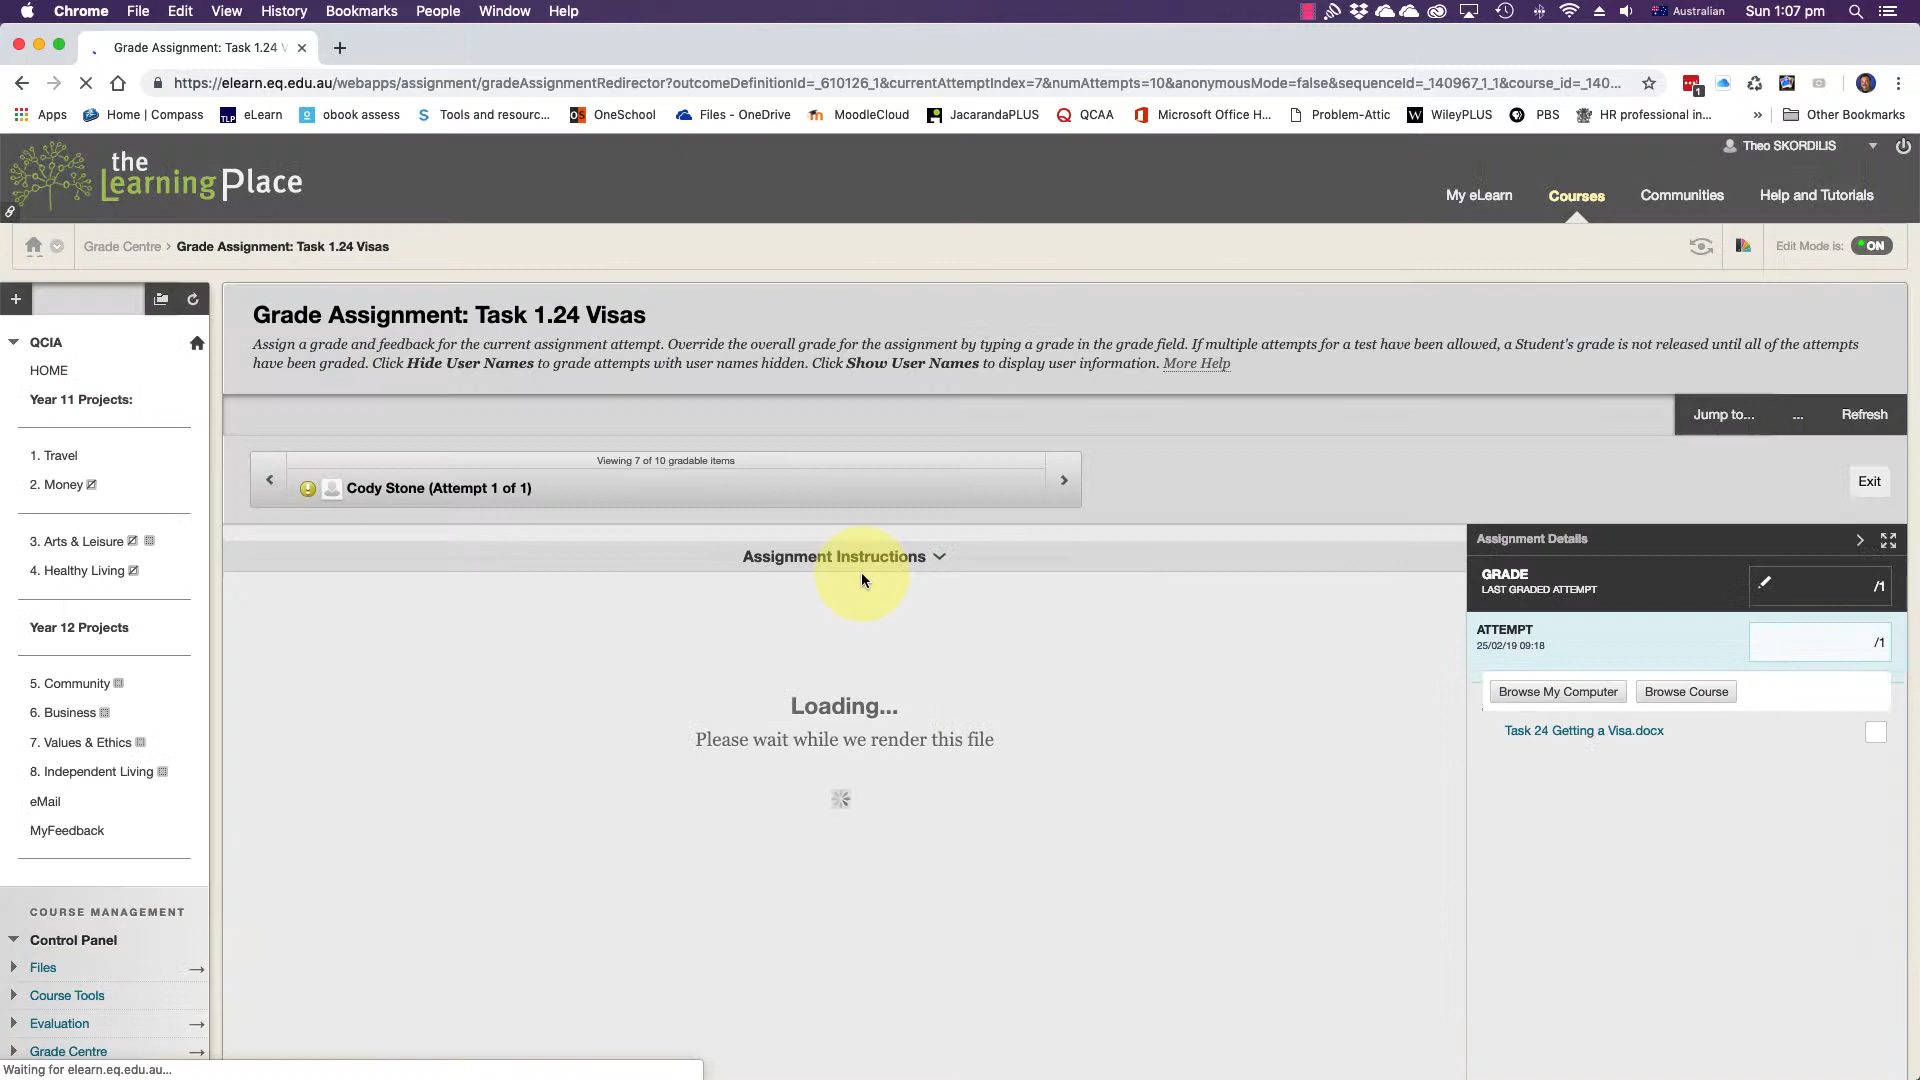 Chrome File Edit View History Bookmarks People Window Help Australian Sun 1:07 pm
Grade Assignment: Task 1.24 V
https://elearn.eq.edu.au/webapps/assignment/gradeAssignmentRedirector?outcomeDefinitionId=_610126_1&currentAttemptIndex=7&numAttempts=10&anonymousMode=false&sequenceId=_140967_1_1&course_id=_140...
1
Apps Home | Compass TLP eLearn obook assess Tools and resourc... OneSchool Files - OneDrive MoodleCloud JacarandaPLUS QCAA Microsoft Office H... Problem-Attic WileyPLUS PBS HR professional in... » Other Bookmarks
Theo SKORDILIS
the
Learning Place
My eLearn Courses Communities Help and Tutorials
Grade Centre › Grade Assignment: Task 1.24 Visas
Edit Mode is: ON
QCIA
HOME
Year 11 Projects:
1. Travel
2. Money
3. Arts & Leisure
4. Healthy Living
Year 12 Projects
5. Community
6. Business
7. Values & Ethics
8. Independent Living
eMail
MyFeedback
COURSE MANAGEMENT
Control Panel
Files
Course Tools
Evaluation
Grade Centre
Grade Assignment: Task 1.24 Visas
Assign a grade and feedback for the current assignment attempt. Override the overall grade for the assignment by typing a grade in the grade field. If multiple attempts for a test have been allowed, a Student's grade is not released until all of the attempts
have been graded. Click Hide User Names to grade attempts with user names hidden. Click Show User Names to display user information. More Help
Jump to... ... Refresh
Viewing 7 of 10 gradable items
Cody Stone (Attempt 1 of 1)
Exit
Assignment Instructions
Loading...
Please wait while we render this file
Assignment Details
GRADE
LAST GRADED ATTEMPT
/1
ATTEMPT
25/02/19 09:18
/1
Browse My Computer Browse Course
Task 24 Getting a Visa.docx
Waiting for elearn.eq.edu.au...